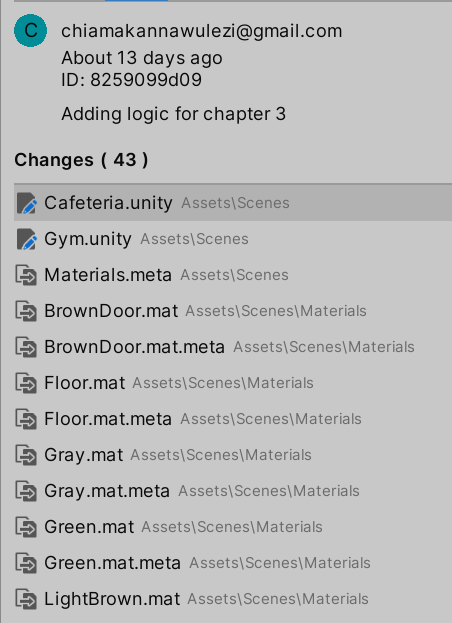 C
chiamakannawulezi@gmail.com
About 13 days ago
ID: 8259099d09
Adding logic for chapter 3
Changes ( 43 )
Cafeteria.unity Assets\Scenes
Gym.unity Assets\Scenes
Materials.meta Assets\Scenes
BrownDoor.mat Assets\Scenes\Materials
BrownDoor.mat.meta Assets\Scenes\Materials
Floor.mat Assets\Scenes\Materials
Floor.mat.meta Assets\Scenes\Materials
Gray.mat Assets\Scenes\Materials
Gray.mat.meta Assets\Scenes\Materials
Green.mat Assets\Scenes\Materials
Green.mat.meta Assets\Scenes\Materials
LightBrown.mat Assets\Scenes\Materials